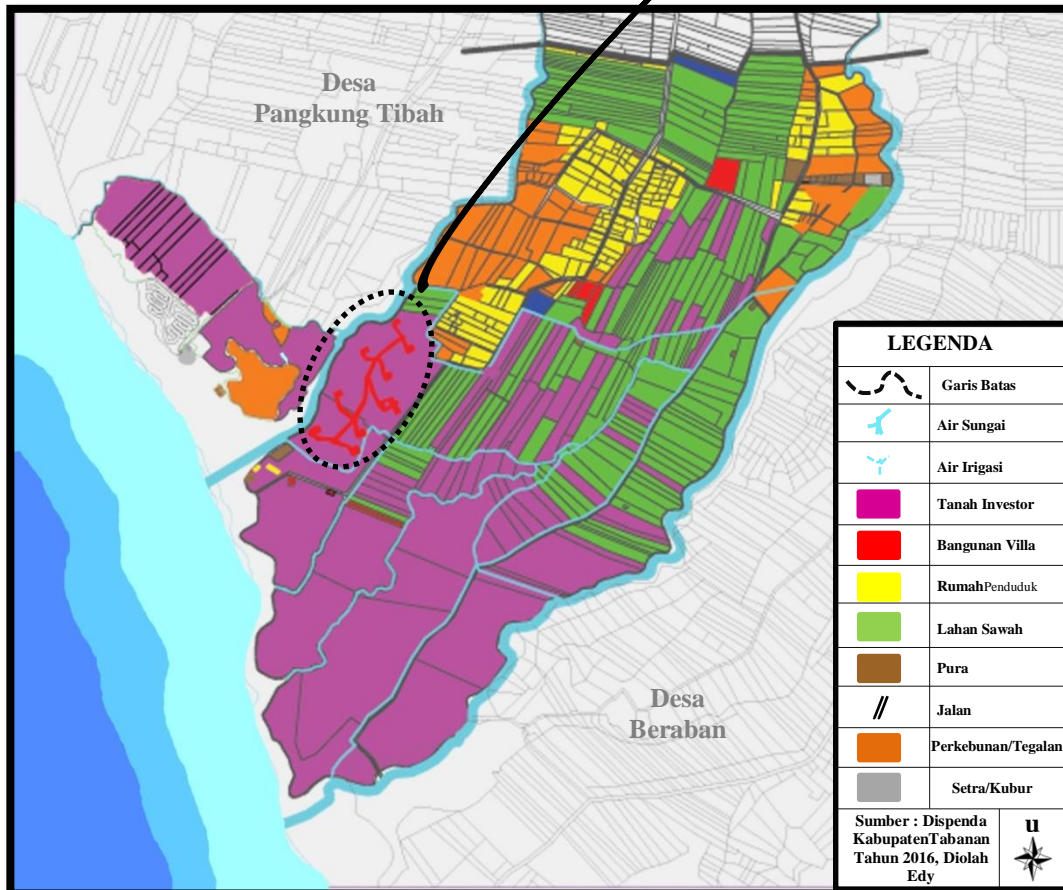 Desa
Pangkung Tibah
Desa
Beraban
LEGENDA
Garis Batas
Air Sungai
Air Irigasi
Tanah Investor
Bangunan Villa
RumahPenduduk
Lahan Sawah
Pura
Jalan
Perkebunan/Tegalan
Setra/Kubur
Sumber : Dispenda
KabupatenTabanan
Tahun 2016, Diolah
Edy
u